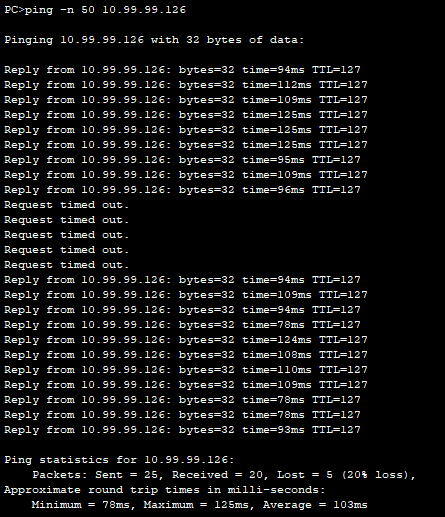 PC>ping -n 50 10.99.99.126
Pinging 10.99.99.126 with 32 bytes of data:
Reply from 10.99.99.126: bytes=32 time=94ms TTL=127
Reply from 10.99.99.126: bytes=32 time=112ms TTL=127
Reply from 10.99.99.126: bytes=32 time=109ms TTL=127
Reply from 10.99.99.126: bytes=32 time=125ms TTL=127
Reply from 10.99.99.126: bytes=32 time=125ms TTL=127
Reply from 10.99.99.126: bytes=32 time=125ms TTL=127
Reply from 10.99.99.126: bytes=32 time=95ms TTL=127
Reply from 10.99.99.126: bytes=32 time=109ms TTL=127
Reply from 10.99.99.126: bytes=32 time=96ms TTL=127
Request timed out.
Request timed out.
Request timed out.
Request timed out.
Request timed out.
Reply from 10.99.99.126: bytes=32 time=94ms TTL=127
Reply from 10.99.99.126: bytes=32 time=109ms TTL=127
Reply from 10.99.99.126: bytes=32 time=94ms TTL=127
Reply from 10.99.99.126: bytes=32 time=78ms TTL=127
Reply from 10.99.99.126: bytes=32 time=124ms TTL=127
Reply from 10.99.99.126: bytes=32 time=108ms TTL=127
Reply from 10.99.99.126: bytes=32 time=110ms TTL=127
Reply from 10.99.99.126: bytes=32 time=109ms TTL=127
Reply from 10.99.99.126: bytes=32 time=78ms TTL=127
Reply from 10.99.99.126: bytes=32 time=78ms TTL=127
Reply from 10.99.99.126: bytes=32 time=93ms TTL=127
Ping statistics for 10.99.99.126:
Packets: Sent = 25, Received = 20, Lost = 5 (20% loss),
Approximate round trip times in milli-seconds:
Minimum = 78ms, Maximum = 125ms, Average = 103ms